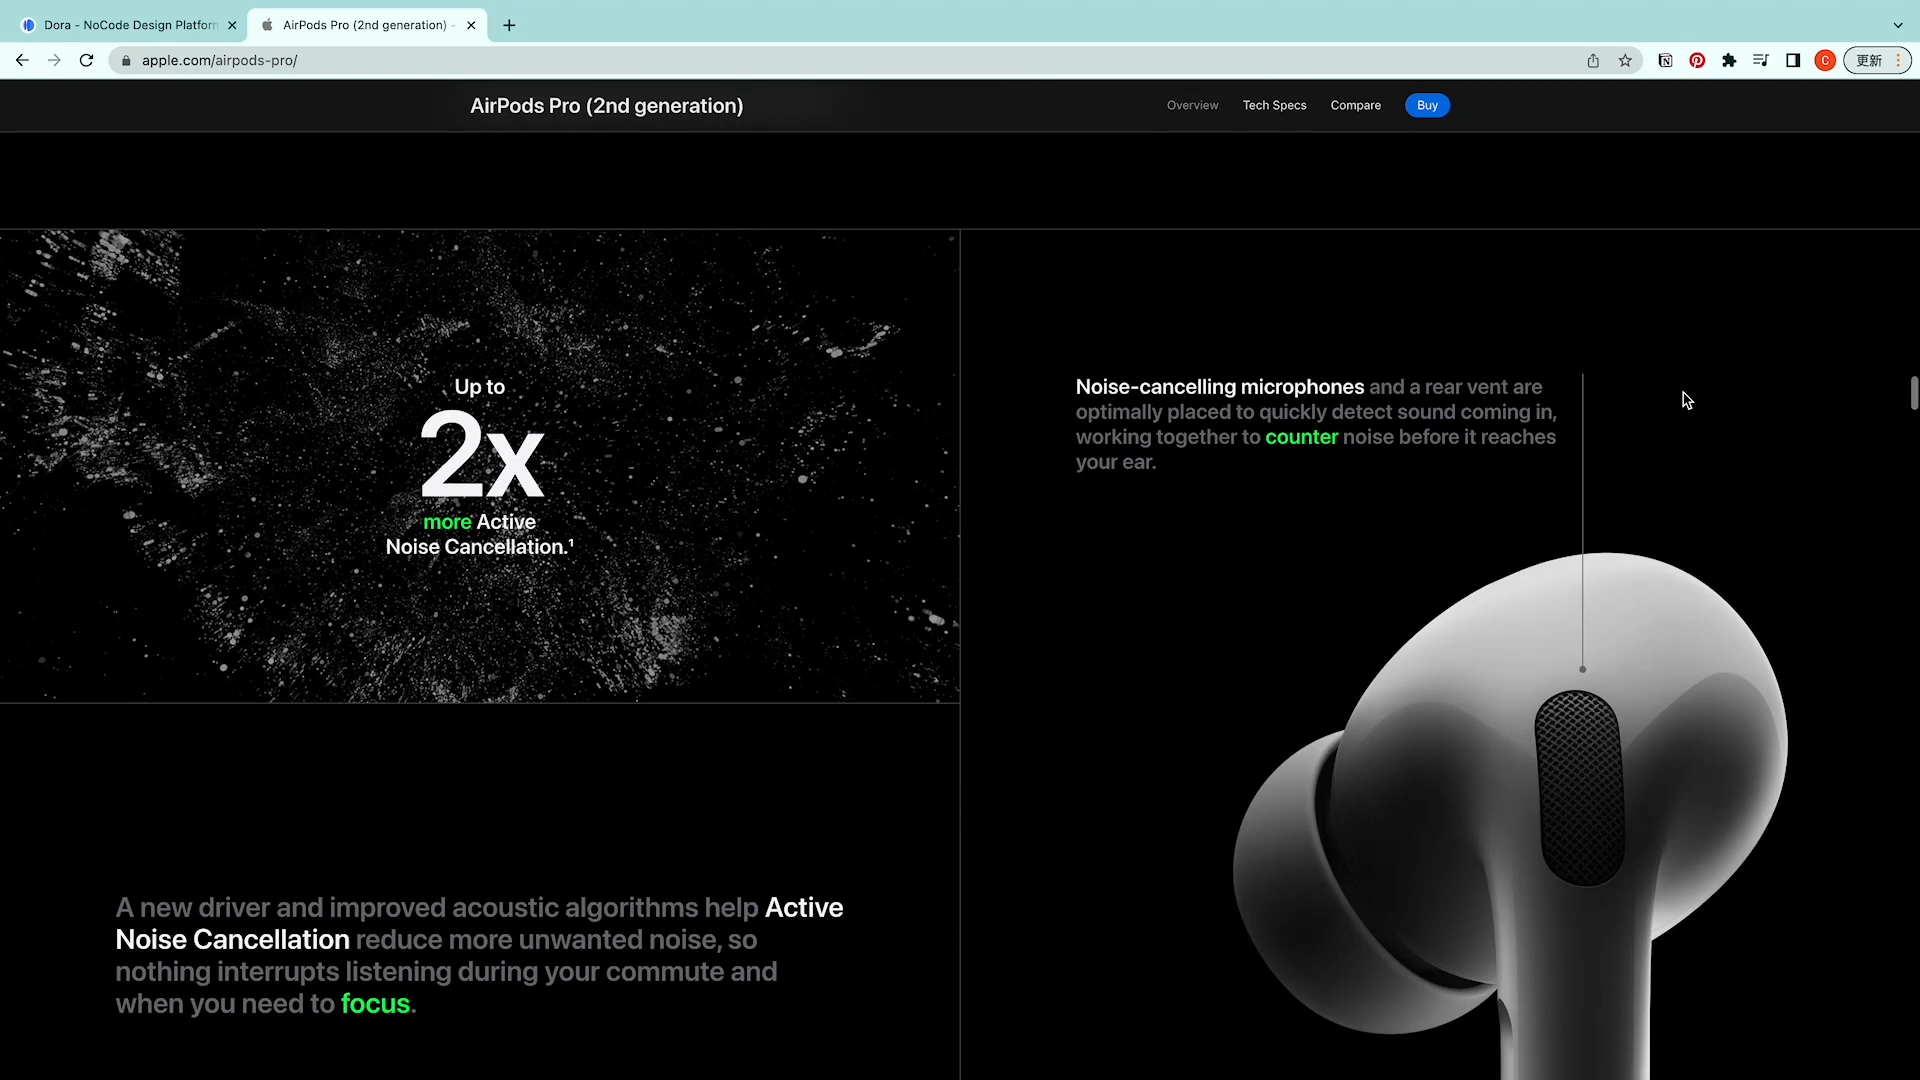 Dora - NoCode Design Platform
AirPods Pro (2nd generation) -
apple.com/airpods-pro/
C
更新
AirPods Pro (2nd generation)
Overview
Tech Specs
Compare
Buy
Up to
2x
more Active
Noise Cancellation.¹
Noise-cancelling microphones and a rear vent are
optimally placed to quickly detect sound coming in,
working together to counter noise before it reaches
your ear.
A new driver and improved acoustic algorithms help Active
Noise Cancellation reduce more unwanted noise, so
nothing interrupts listening during your commute and
when you need to focus.